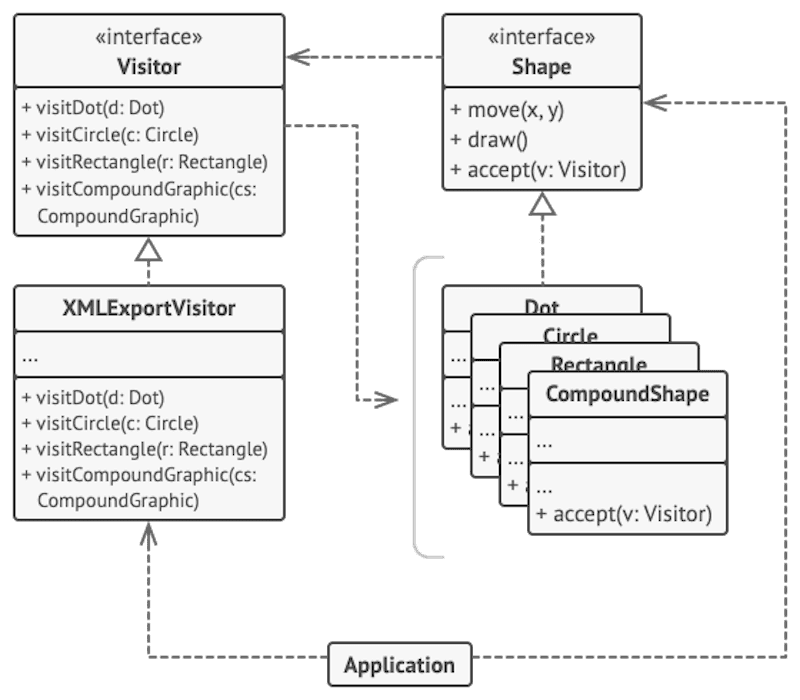 «interface»
Visitor
+ visitDot(d: Dot)
+ visitCircle(c: Circle)
+ visitRectangle(r: Rectangle)
+ visitCompoundGraphic(cs:
CompoundGraphic)
«interface»
Shape
+ move(x, y)
+ draw()
+ accept(v: Visitor)
XMLExportVisitor
...
+ visitDot(d: Dot)
+ visitCircle(c: Circle)
+ visitRectangle(r: Rectangle)
+ visitCompoundGraphic(cs:
CompoundGraphic)
Dot
...
...
+
Circle
...
...
+
Rectangle
...
...
+
CompoundShape
...
...
+ accept(v: Visitor)
Application